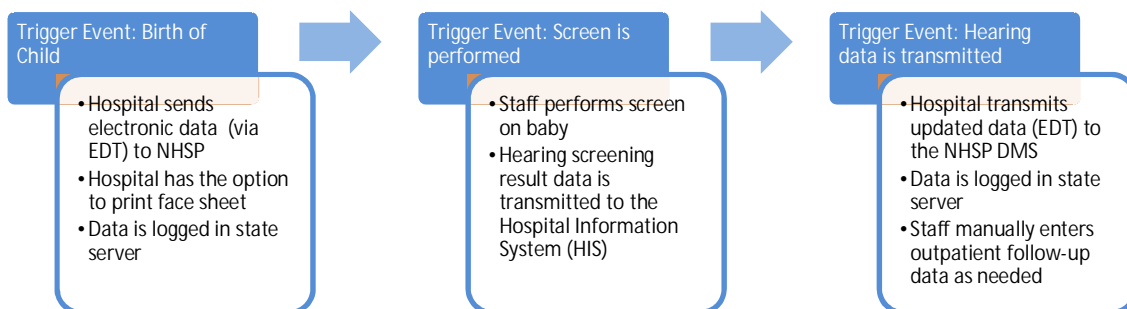 Trigger Event: Birth of
Child
• Hospital sends
electronic data  (via
EDT) to NHSP
• Hospital has the option
to print face sheet
• Data is logged in state
server
Trigger Event: Screen is
performed
• Staff performs screen
on baby
• Hearing screening
result data is
transmitted to the
Hospital Information
System (HIS)
Trigger Event: Hearing
data is transmitted
• Hospital transmits
updated data (EDT) to
the NHSP DMS
• Data is logged in state
server
• Staff manually enters
outpatient follow-up
data as needed